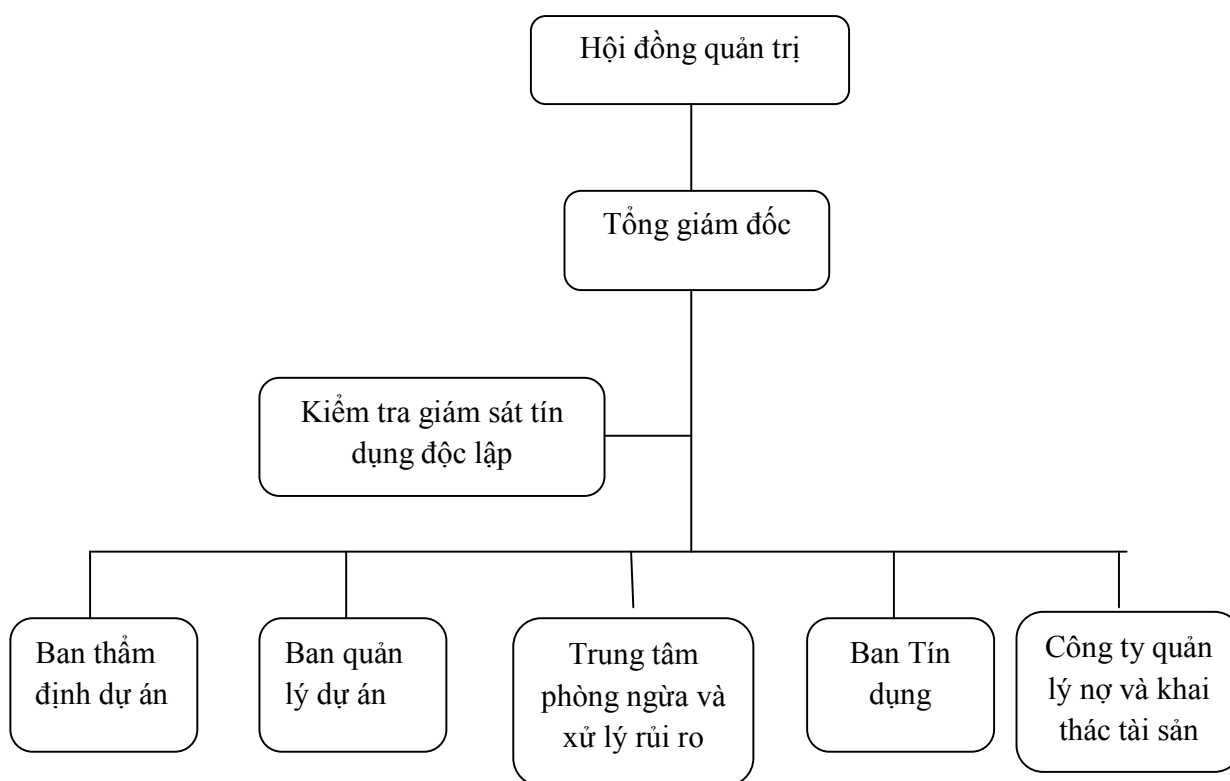 Hội đồng quản trị
Tổng giám đốc
Kiểm tra giám sát tín
dụng độc lập
Ban thẩm
định dự án
Ban quản
lý dự án
Trung tâm
phòng ngừa và
xử lý rủi ro
Ban Tín
dụng
Công ty quản
lý nợ và khai
thác tài sản